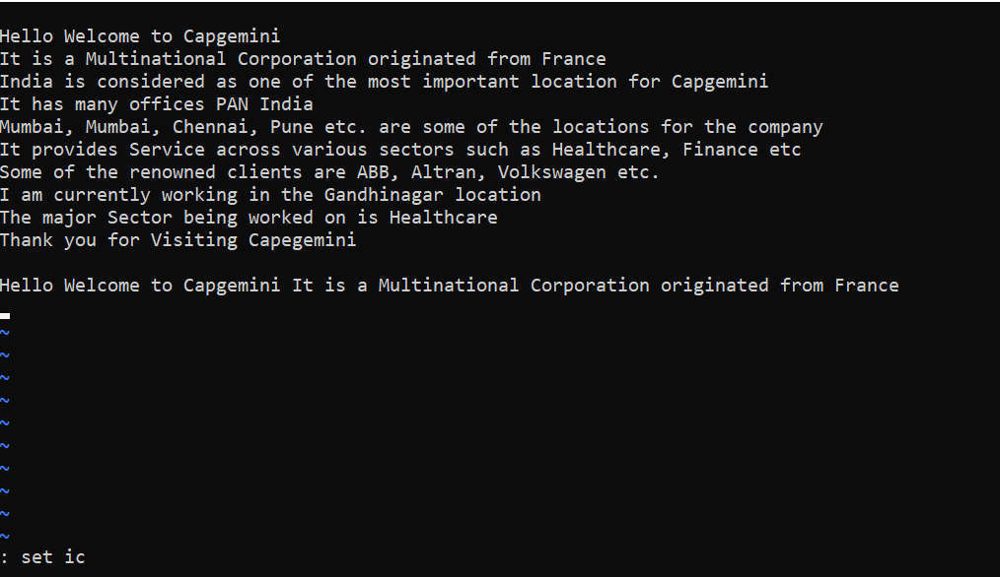 Hello Welcome to Capgemini
It is a Multinational Corporation originated from France
India is considered as one of the most important location for Capgemini
It has many offices PAN India
Mumbai, Mumbai, Chennai, Pune etc. are some of the locations for the company
It provides Service across various sectors such as Healthcare, Finance etc
Some of the renowned clients are ABB, Altran, Volkswagen etc.
I am currently working in the Gandhinagar location
The major Sector being worked on is Healthcare
Thank you for Visiting Capegemini
Hello Welcome to Capgemini It is a Multinational Corporation originated from France
~
~
~
~
~
~
~
~
~
~
: set ic